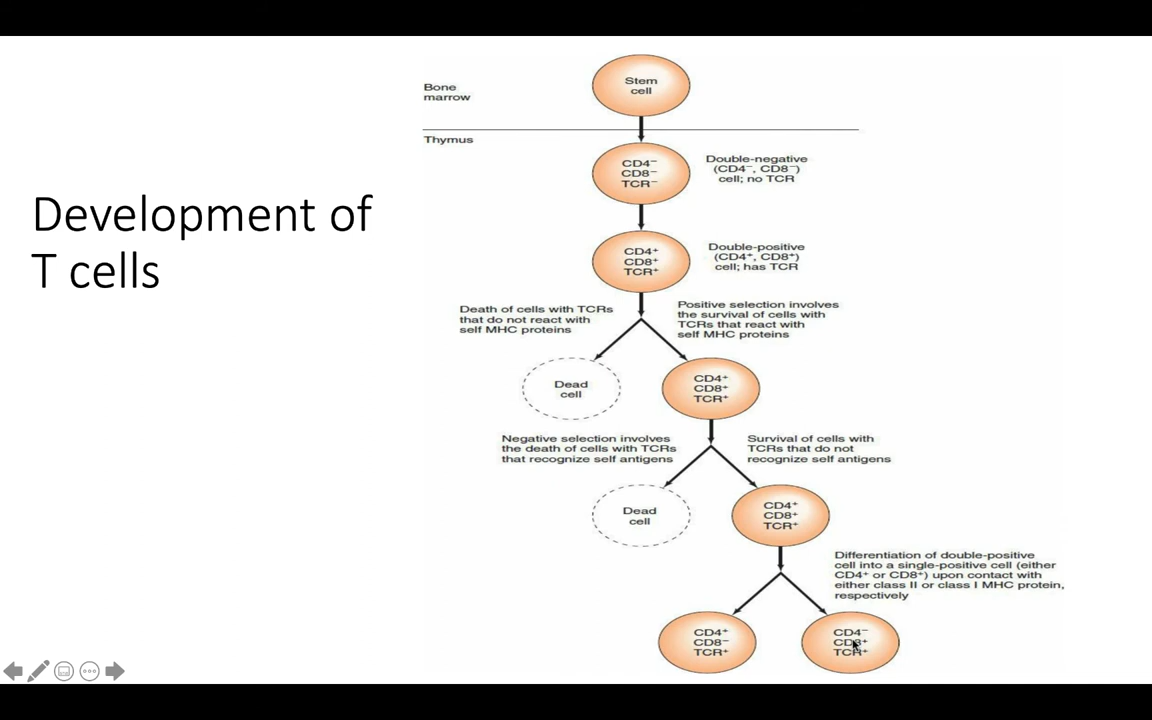 Development of
T cells
Bone
marrow
Stem
cell
Thymus
CD4⁻
CD8⁻
TCR⁻
Double-negative
(CD4⁻, CD8⁻)
cell; no TCR
CD4⁺
CD8⁺
TCR⁺
Double-positive
(CD4⁺, CD8⁺)
cell; has TCR
Death of cells with TCRs
that do not react with
self MHC proteins
Positive selection involves
the survival of cells with
TCRs that react with
self MHC proteins
Dead
cell
CD4⁺
CD8⁺
TCR⁺
Negative selection involves
the death of cells with TCRs
that recognize self antigens
Survival of cells with
TCRs that do not
recognize self antigens
Dead
cell
CD4⁺
CD8⁺
TCR⁺
Differentiation of double-positive
cell into a single-positive cell (either
CD4⁺ or CD8⁺) upon contact with
either class II or class I MHC protein,
respectively
CD4⁺
CD8⁻
TCR⁺
CD4⁻
CD8⁺
TCR⁺